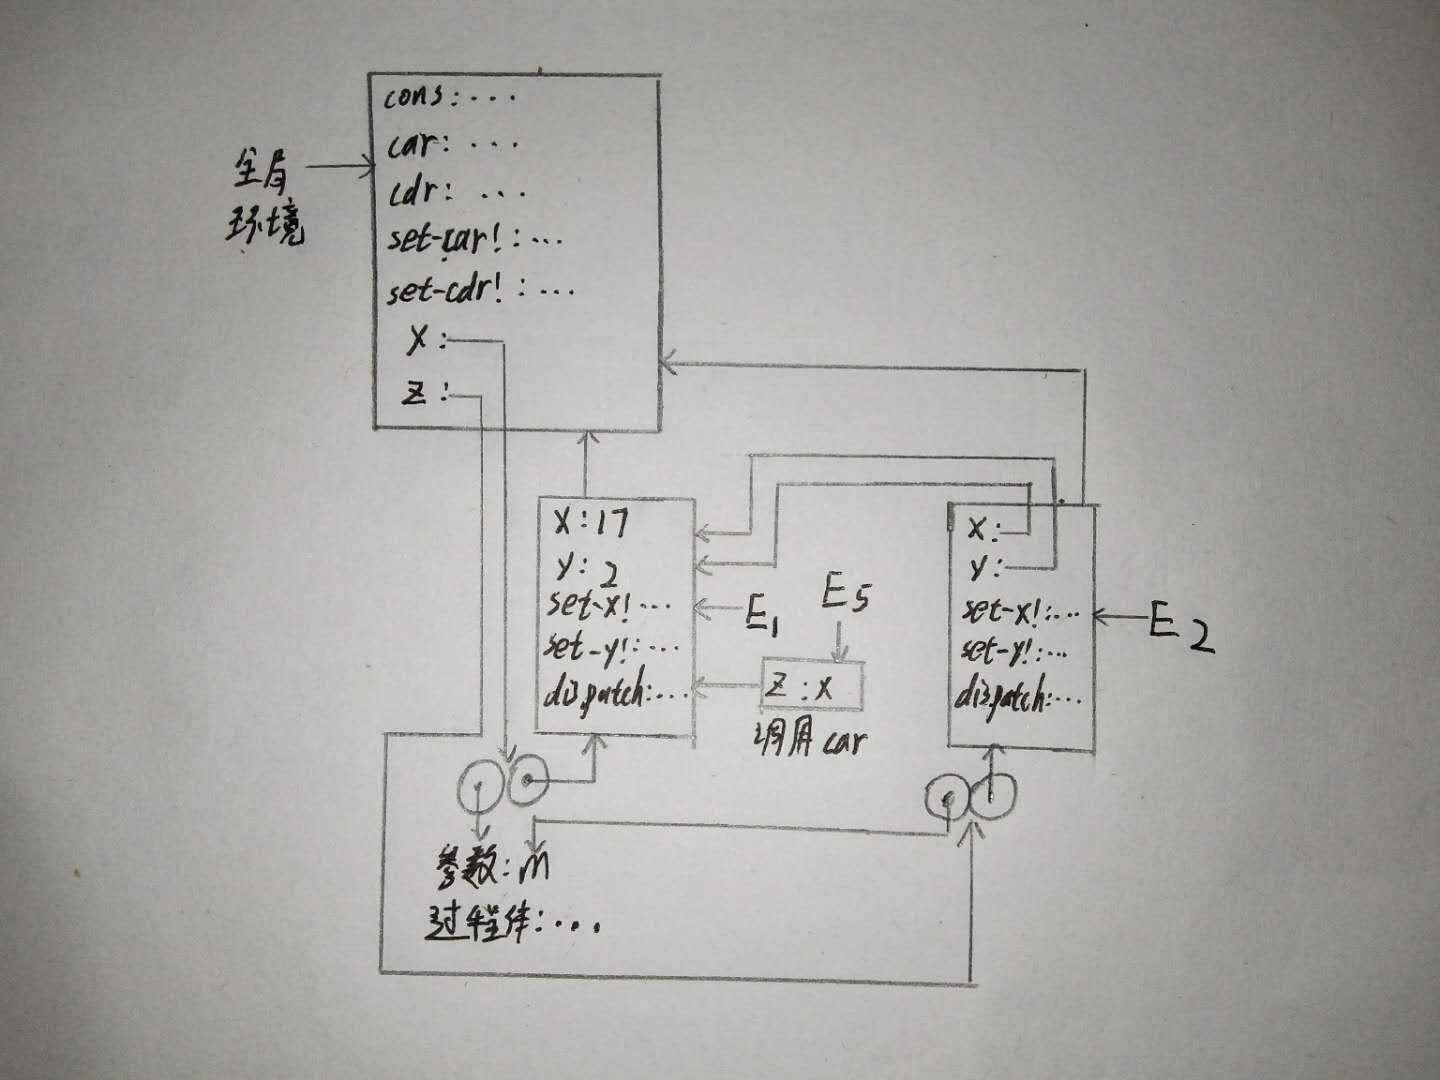 cons: ...
car: ...
cdr: ...
set-car!: ...
set-cdr!: ...
x:
z:
全局
环境
x: 17
y: 2
set-x! ...
set-y!: ...
dispatch: ...
E1
E5
z: x
调用 car
x:
y:
set-x!: ...
set-y!: ...
dispatch: ...
E2
参数: m
过程体: ...